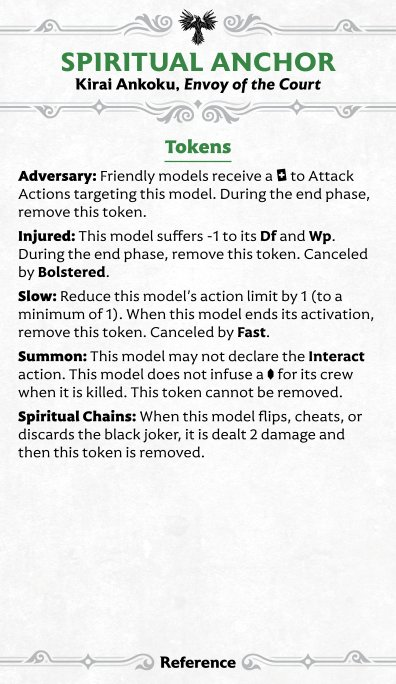 SPIRITUAL ANCHOR
Kirai Ankoku, Envoy of the Court
Tokens
Adversary: Friendly models receive a to Attack
Actions targeting this model. During the end phase,
remove this token.
Injured: This model suffers -1 to its Df and Wp.
During the end phase, remove this token. Canceled
by Bolstered.
Slow: Reduce this model’s action limit by 1 (to a
minimum of 1). When this model ends its activation,
remove this token. Canceled by Fast.
Summon: This model may not declare the Interact
action. This model does not infuse a for its crew
when it is killed. This token cannot be removed.
Spiritual Chains: When this model flips, cheats, or
discards the black joker, it is dealt 2 damage and
then this token is removed.
Reference